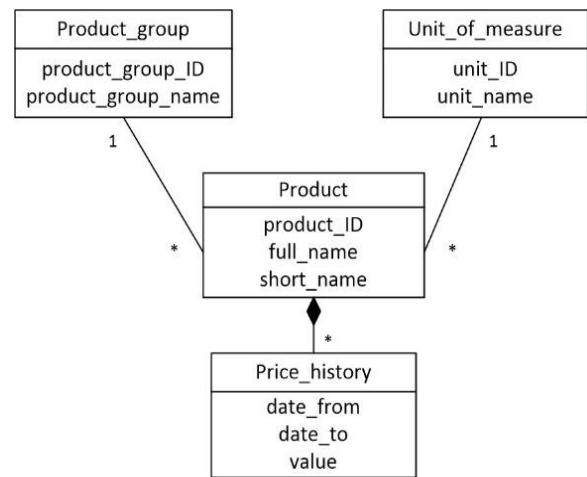 Product_group
product_group_ID
product_group_name
Unit_of_measure
unit_ID
unit_name
1
1
Product
product_ID
full_name
short_name
*
*
*
Price_history
date_from
date_to
value